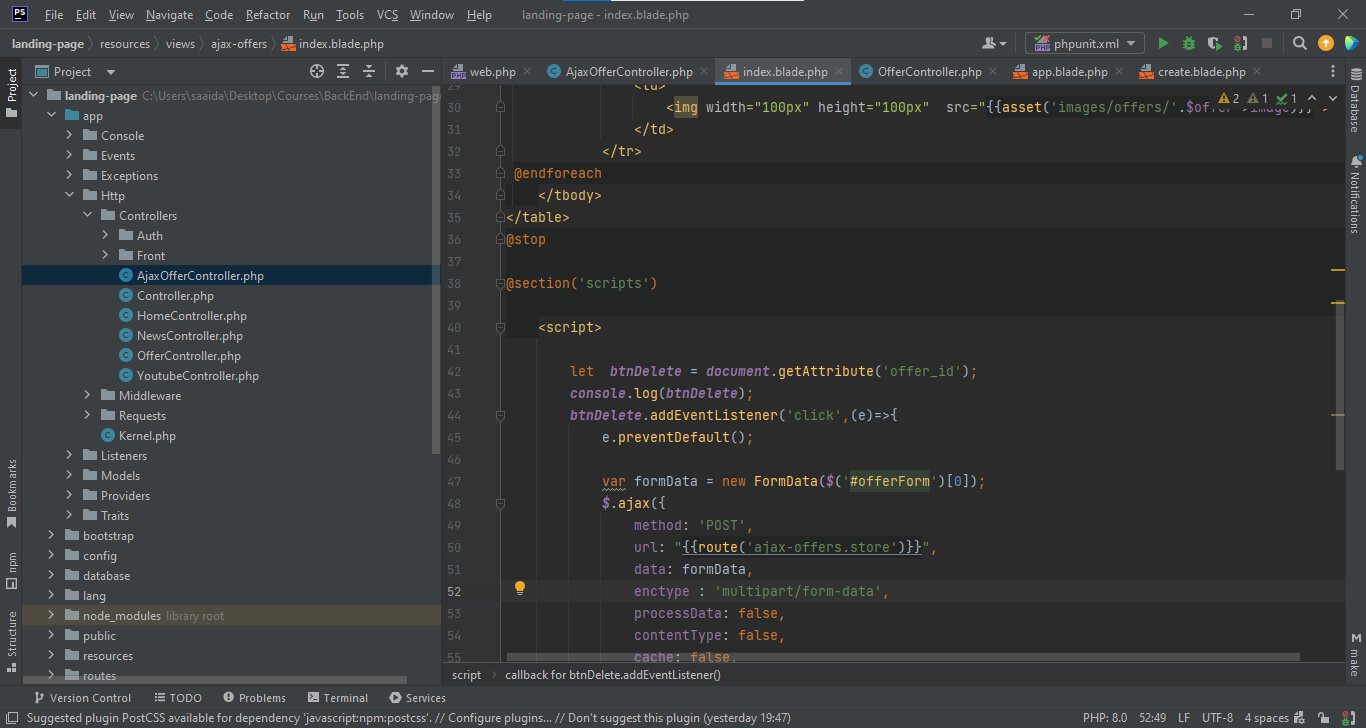 PS File Edit View Navigate Code Refactor Run Tools VCS Window Help landing-page - index.blade.php
landing-page resources views ajax-offers index.blade.php phpunit.xml
Project
web.php AjaxOfferController.php index.blade.php OfferController.php app.blade.php create.blade.php
landing-page C:\Users\saaida\Desktop\Courses\BackEnd\landing-page
app
Console
Events
Exceptions
Http
Controllers
Auth
Front
AjaxOfferController.php
Controller.php
HomeController.php
NewsController.php
OfferController.php
YoutubeController.php
Middleware
Requests
Kernel.php
Listeners
Models
Providers
Traits
bootstrap
config
database
lang
node_modules library root
public
resources
routes
29 <td>
30 <img width="100px" height="100px" src="{{asset('images/offers/'.$offer->image)}}">
2 1 1
31 </td>
32 </tr>
33 @endforeach
34 </tbody>
35 </table>
36 @stop
37
38 @section('scripts')
39
40 <script>
41
42 let btnDelete = document.getAttribute('offer_id');
43 console.log(btnDelete);
44 btnDelete.addEventListener('click',(e)=>{
45 e.preventDefault();
46
47 var formData = new FormData($('#offerForm')[0]);
48 $.ajax({
49 method: 'POST',
50 url: "{{route('ajax-offers.store')}}",
51 data: formData,
52 enctype : 'multipart/form-data',
53 processData: false,
54 contentType: false,
55 cache: false,
script callback for btnDelete.addEventListener()
Project
Bookmarks
npm
Structure
Database
Notifications
M make
Version Control TODO Problems Terminal Services
Suggested plugin PostCSS available for dependency 'javascript:npm:postcss'. // Configure plugins... // Don't suggest this plugin (yesterday 19:47) PHP: 8.0 52:49 LF UTF-8 4 spaces